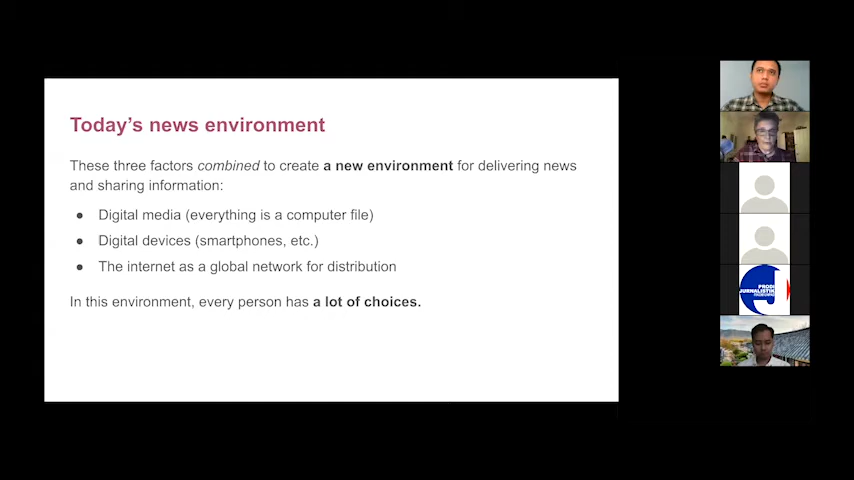 Today's news environment
These three factors combined to create a new environment for delivering news
and sharing information:
● Digital media (everything is a computer file)
● Digital devices (smartphones, etc.)
● The internet as a global network for distribution
In this environment, every person has a lot of choices.
PRODI
JURNALISTIK